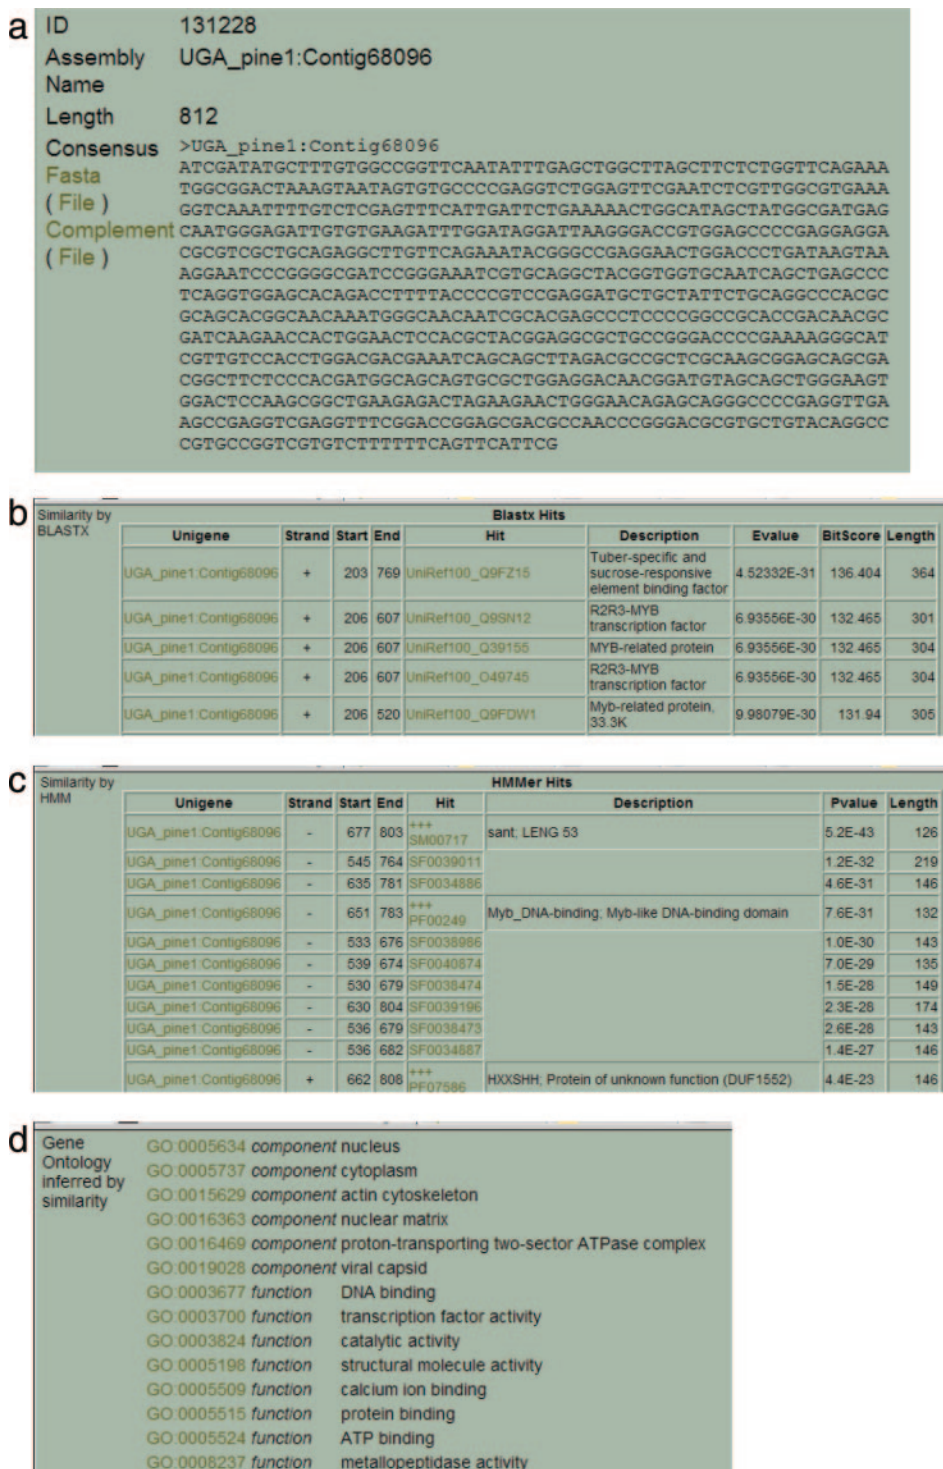 a
ID 131228
Assembly Name UGA_pine1:Contig68096
Length 812
Consensus >UGA_pine1:Contig68096
Fasta
( File )
Complement
( File )
ATCGATATGCTTTGTGGCCGGTTCAATATTTGAGCTGGCTTAGCTTCTCTGGTTCAGAAA
TGGCGGACTAAAGTAATAGTGTGCCCCGAGGTCTGGAGTTCGAATCTCGTTGGCGTGAAA
GGTCAAATTTTGTCTCGAGTTTCATTGATTCTGAAAAACTGGCATAGCTATGGCGATGAG
CAATGGGAGATTGTGTGAAGATTTGGATAGGATTAAGGGACCGTGGAGCCCCGAGGAGGA
CGCGTCGCTGCAGAGGCTTGTTCAGAAATACGGGCCGAGGAACTGGACCCTGATAAGTAA
AGGAATCCCGGGGCGATCCGGGAAATCGTGCAGGCTACGGTGGTGCAATCAGCTGAGCCC
TCAGGTGGAGCACAGACCTTTTACCCCGTCCGAGGATGCTGCTATTCTGCAGGCCCACGC
GCAGCACGGCAACAAATGGGCAACAATCGCACGAGCCCTCCCCGGCCGCACCGACAACGC
GATCAAGAACCACTGGAACTCCACGCTACGGAGGCGCTGCCGGGACCCCGAAAAGGGCAT
CGTTGTCCACCTGGACGACGAAATCAGCAGCTTAGACGCCGCTCGCAAGCGGAGCAGCGA
CGGCTTCTCCCACGATGGCAGCAGTGCGCTGGAGGACAACGGATGTAGCAGCTGGGAAGT
GGACTCCAAGCGGCTGAAGAGACTAGAAGAACTGGGAACAGAGCAGGGCCCCGAGGTTGA
AGCCGAGGTCGAGGTTTCGGACCGGAGCGACGCCAACCCGGGACGCGTGCTGTACAGGCC
CGTGCCGGTCGTGTCTTTTTTCAGTTCATTCG
b
Similarity by BLASTX
Blastx Hits
Unigene Strand Start End Hit Description Evalue BitScore Length
UGA_pine1:Contig68096 + 203 769 UniRef100_Q9FZ15 Tuber-specific and sucrose-responsive element binding factor 4.52332E-31 136.404 364
UGA_pine1:Contig68096 + 206 607 UniRef100_Q9SN12 R2R3-MYB transcription factor 6.93556E-30 132.465 301
UGA_pine1:Contig68096 + 206 607 UniRef100_Q39155 MYB-related protein 6.93556E-30 132.465 304
UGA_pine1:Contig68096 + 206 607 UniRef100_O49745 R2R3-MYB transcription factor 6.93556E-30 132.465 304
UGA_pine1:Contig68096 + 206 520 UniRef100_Q9FDW1 Myb-related protein, 33.3K 9.98079E-30 131.94 305
c
Similarity by HMM
HMMer Hits
Unigene Strand Start End Hit Description Pvalue Length
UGA_pine1:Contig68096 - 677 803 +++ SM00717 sant; LENG 53 5.2E-43 126
UGA_pine1:Contig68096 - 545 764 SF0039011 1.2E-32 219
UGA_pine1:Contig68096 - 635 781 SF0034886 4.6E-31 146
UGA_pine1:Contig68096 - 651 783 +++ PF00249 Myb_DNA-binding; Myb-like DNA-binding domain 7.6E-31 132
UGA_pine1:Contig68096 - 533 676 SF0038986 1.0E-30 143
UGA_pine1:Contig68096 - 539 674 SF0040874 7.0E-29 135
UGA_pine1:Contig68096 - 530 679 SF0038474 1.5E-28 149
UGA_pine1:Contig68096 - 630 804 SF0039196 2.3E-28 174
UGA_pine1:Contig68096 - 536 679 SF0038473 2.6E-28 143
UGA_pine1:Contig68096 - 536 682 SF0034887 1.4E-27 146
UGA_pine1:Contig68096 + 662 808 +++ PF07586 HXXSHH; Protein of unknown function (DUF1552) 4.4E-23 146
d
Gene Ontology inferred by similarity
GO:0005634 component nucleus
GO:0005737 component cytoplasm
GO:0015629 component actin cytoskeleton
GO:0016363 component nuclear matrix
GO:0016469 component proton-transporting two-sector ATPase complex
GO:0019028 component viral capsid
GO:0003677 function DNA binding
GO:0003700 function transcription factor activity
GO:0003824 function catalytic activity
GO:0005198 function structural molecule activity
GO:0005509 function calcium ion binding
GO:0005515 function protein binding
GO:0005524 function ATP binding
GO:0008237 function metallopeptidase activity